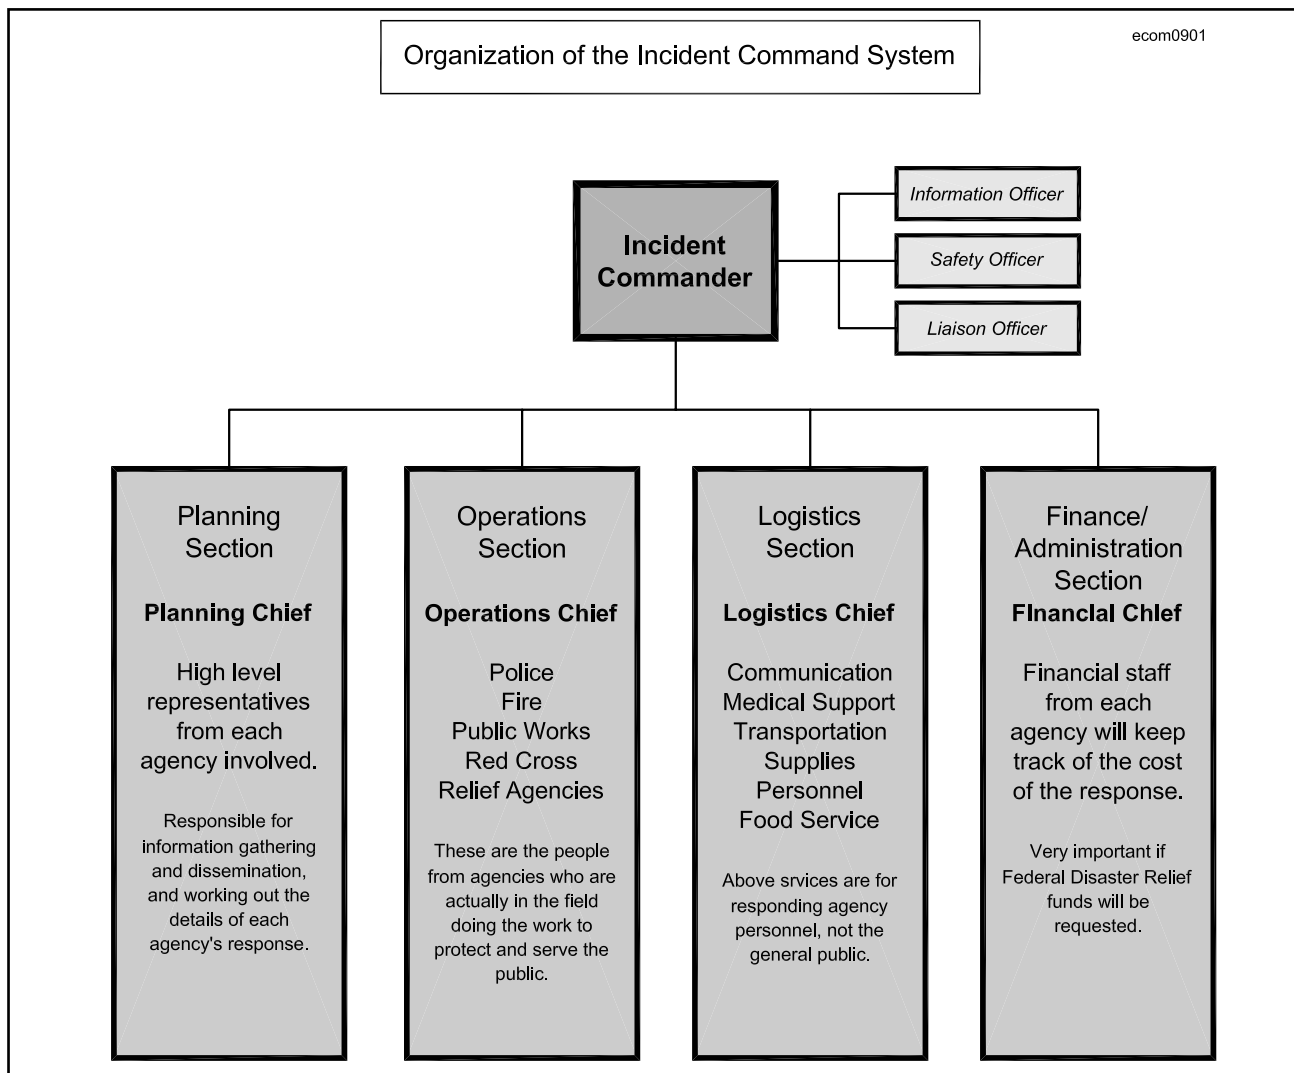 Organization of the Incident Command System
ecom0901
Incident
Commander
Information Officer
Safety Officer
Liaison Officer
Planning
Section
Planning Chief
High level
representatives
from each
agency involved.
Responsible for
information gathering
and dissemination,
and working out the
details of each
agency's response.
Operations
Section
Operations Chief
Police
Fire
Public Works
Red Cross
Relief Agencies
These are the people
from agencies who are
actually in the field
doing the work to
protect and serve the
public.
Logistics
Section
Logistics Chief
Communication
Medical Support
Transportation
Supplies
Personnel
Food Service
Above srvices are for
responding agency
personnel, not the
general public.
Finance/
Administration
Section
FInancIal ChIef
Financial staff
from each
agency will keep
track of the cost
of the response.
Very important if
Federal Disaster Relief
funds will be
requested.